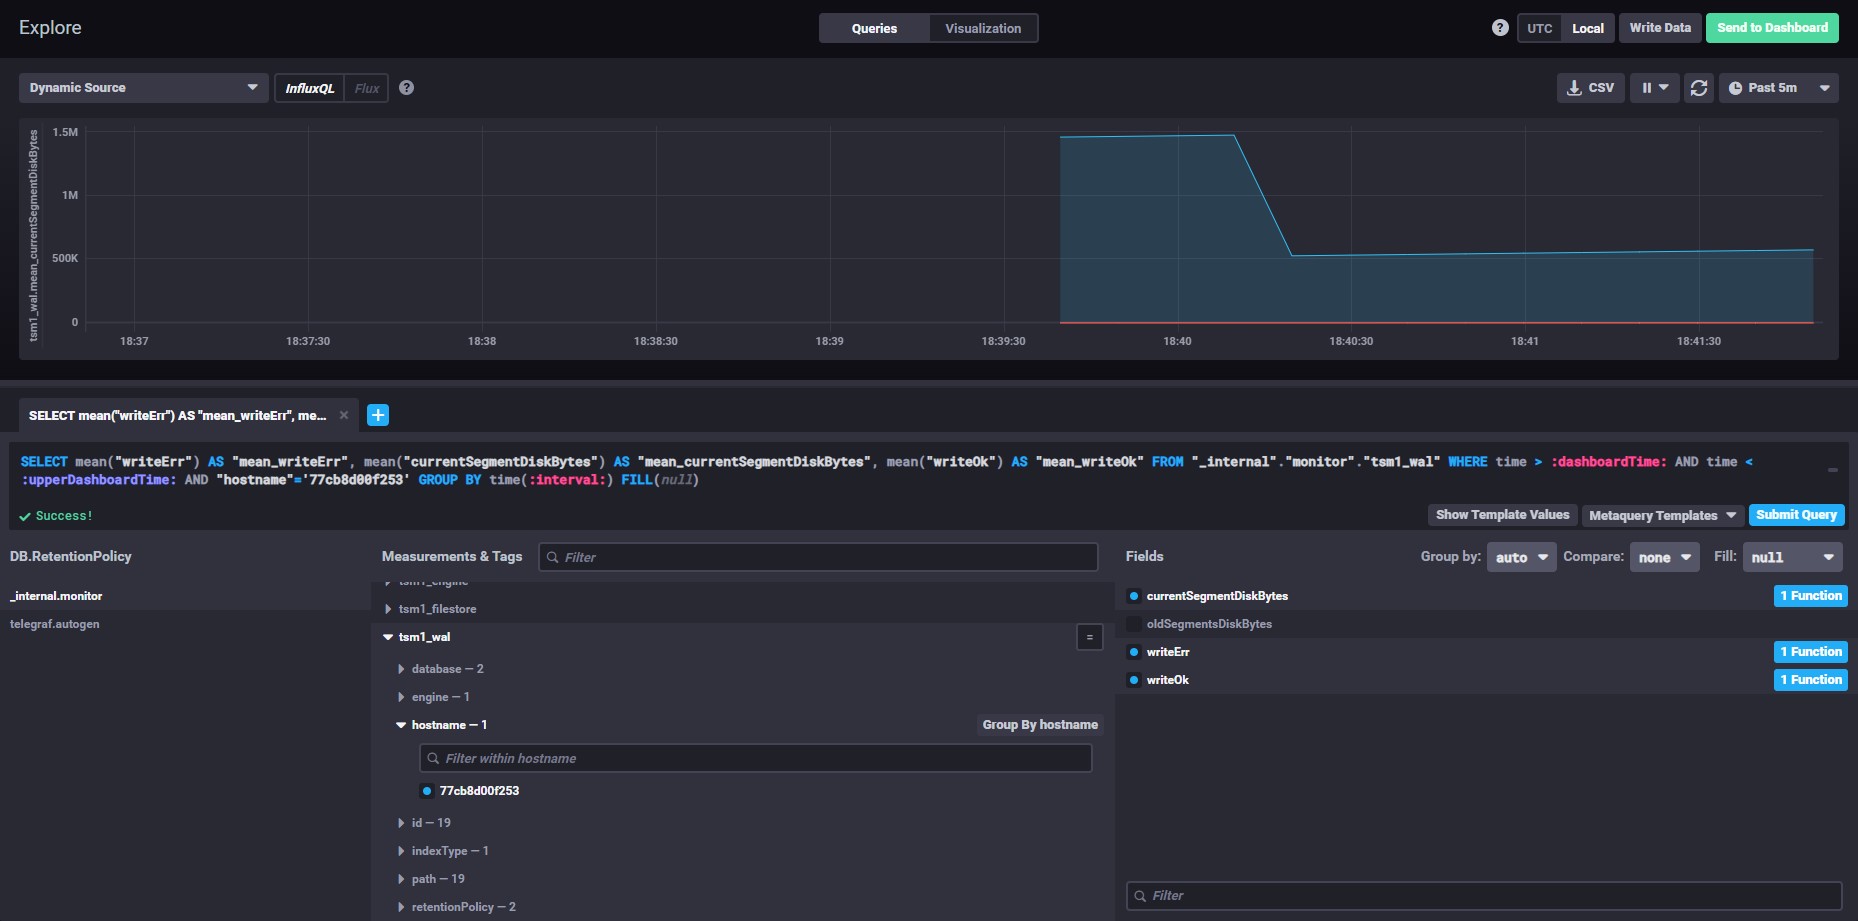 Explore
Queries
Visualization
?
UTC
Local
Write Data
Send to Dashboard
Dynamic Source
InfluxQL
Flux
?
CSV
Past 5m
tsm1_wal.mean_currentSegmentDiskBytes
1.5M
1M
500K
0
18:37
18:37:30
18:38
18:38:30
18:39
18:39:30
18:40
18:40:30
18:41
18:41:30
SELECT mean("writeErr") AS "mean_writeErr", me...
SELECT mean("writeErr") AS "mean_writeErr", mean("currentSegmentDiskBytes") AS "mean_currentSegmentDiskBytes", mean("writeOk") AS "mean_writeOk" FROM "_internal"."monitor"."tsm1_wal" WHERE time > :dashboardTime: AND time <
:upperDashboardTime: AND "hostname"='77cb8d00f253' GROUP BY time(:interval:) FILL(null)
Success!
Show Template Values
Metaquery Templates
Submit Query
DB.RetentionPolicy
_internal.monitor
telegraf.autogen
Measurements & Tags
Filter
tsm1_engine
tsm1_filestore
tsm1_wal
=
database — 2
engine — 1
hostname — 1
Group By hostname
Filter within hostname
77cb8d00f253
id — 19
indexType — 1
path — 19
retentionPolicy — 2
Fields
Group by: auto
Compare: none
Fill: null
currentSegmentDiskBytes
1 Function
oldSegmentsDiskBytes
writeErr
1 Function
writeOk
1 Function
Filter